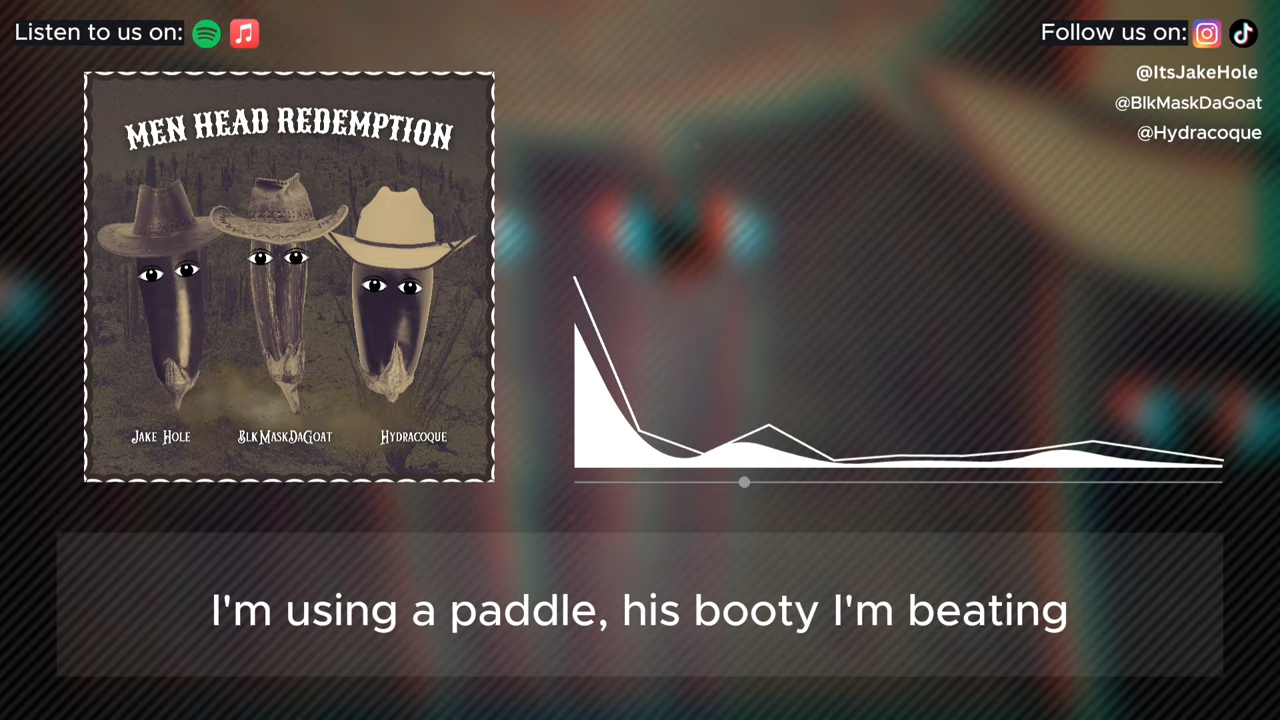 Listen to us on:
Follow us on:
@ItsJakeHole
@BlkMaskDaGoat
@Hydracoque
MEN HEAD REDEMPTION
JAKE HOLE
BLKMASKDAGOAT
HYDRACOQUE
I'm using a paddle, his booty I'm beating